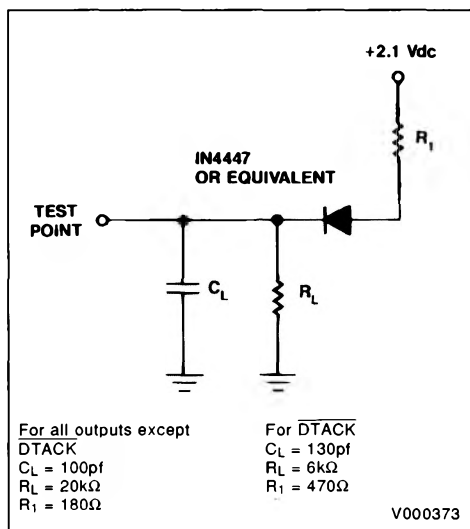 +2.1 Vdc
R1
IN4447
OR EQUIVALENT
TEST
POINT
CL
RL
For all outputs except
DTACK
CL = 100pf
RL = 20kΩ
R1 = 180Ω
For DTACK
CL = 130pf
RL = 6kΩ
R1 = 470Ω
V000373